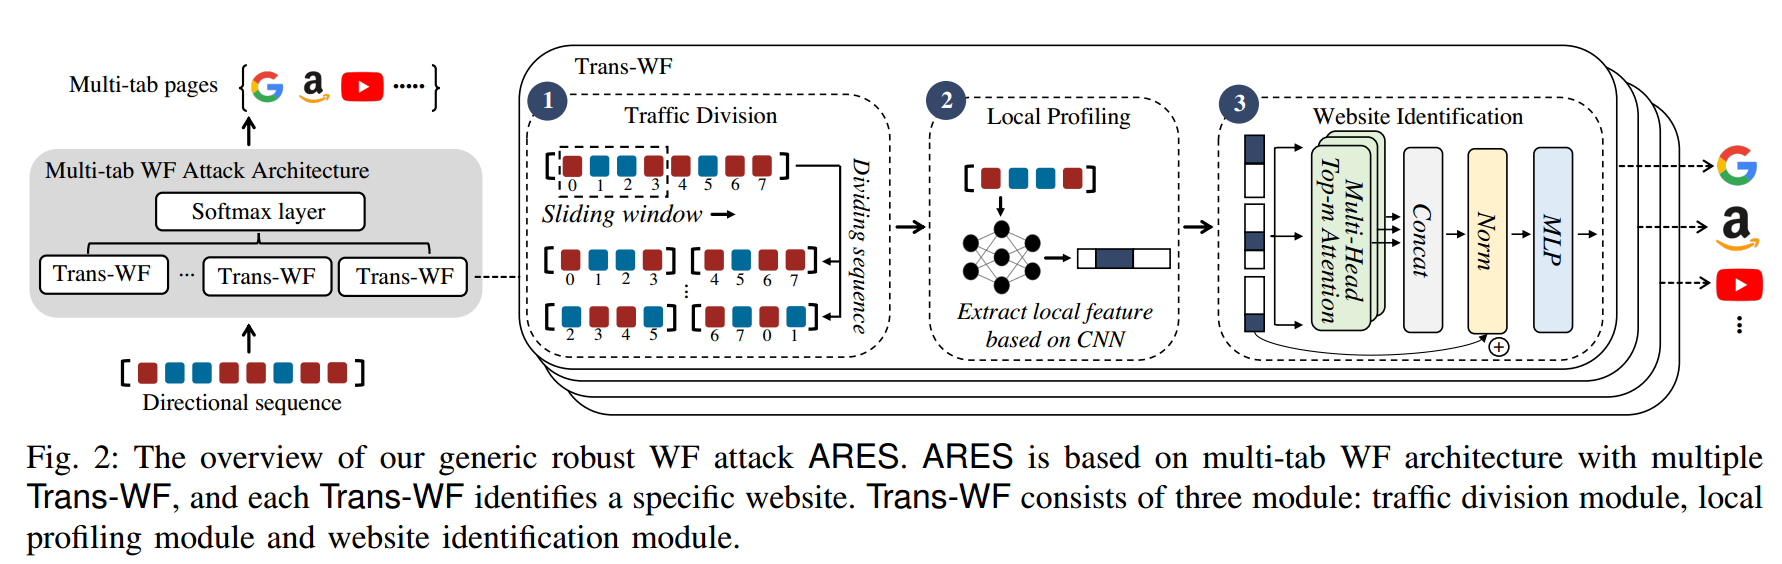 Multi-tab pages
Multi-tab WF Attack Architecture
Softmax layer
Trans-WF ... Trans-WF Trans-WF
Directional sequence
Trans-WF
1
Traffic Division
0 1 2 3 4 5 6 7
Sliding window
Dividing sequence
0 1 2 3 4 5 6 7
2 3 4 5 6 7 0 1
2
Local Profiling
Extract local feature
based on CNN
3
Website Identification
Multi-Head
Top-m Attention
Concat
Norm
MLP
Fig. 2: The overview of our generic robust WF attack ARES. ARES is based on multi-tab WF architecture with multiple
Trans-WF, and each Trans-WF identifies a specific website. Trans-WF consists of three module: traffic division module, local
profiling module and website identification module.